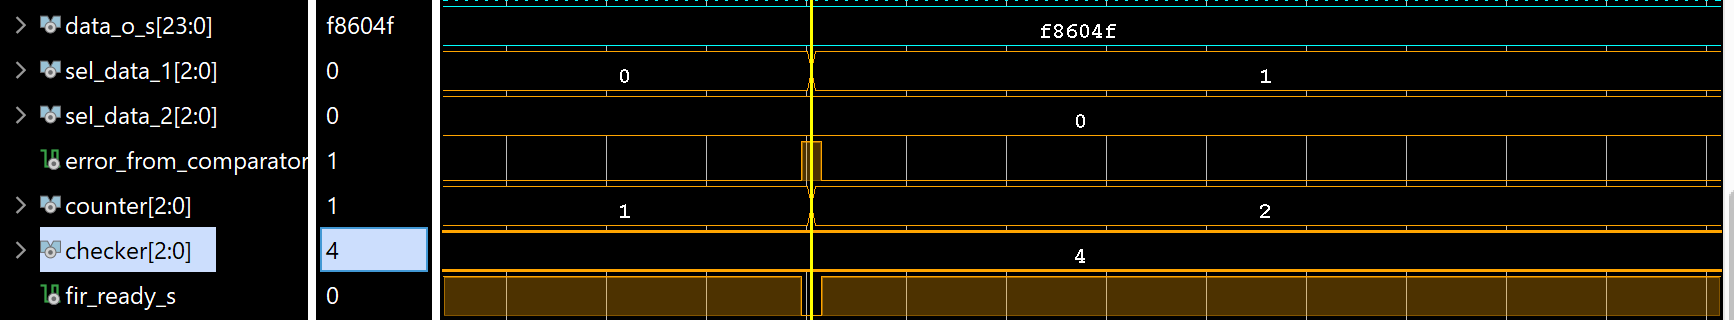 data_o_s[23:0] f8604f f8604f
sel_data_1[2:0] 0 0 1
sel_data_2[2:0] 0 0
error_from_comparator 1
counter[2:0] 1 1 2
checker[2:0] 4 4
fir_ready_s 0